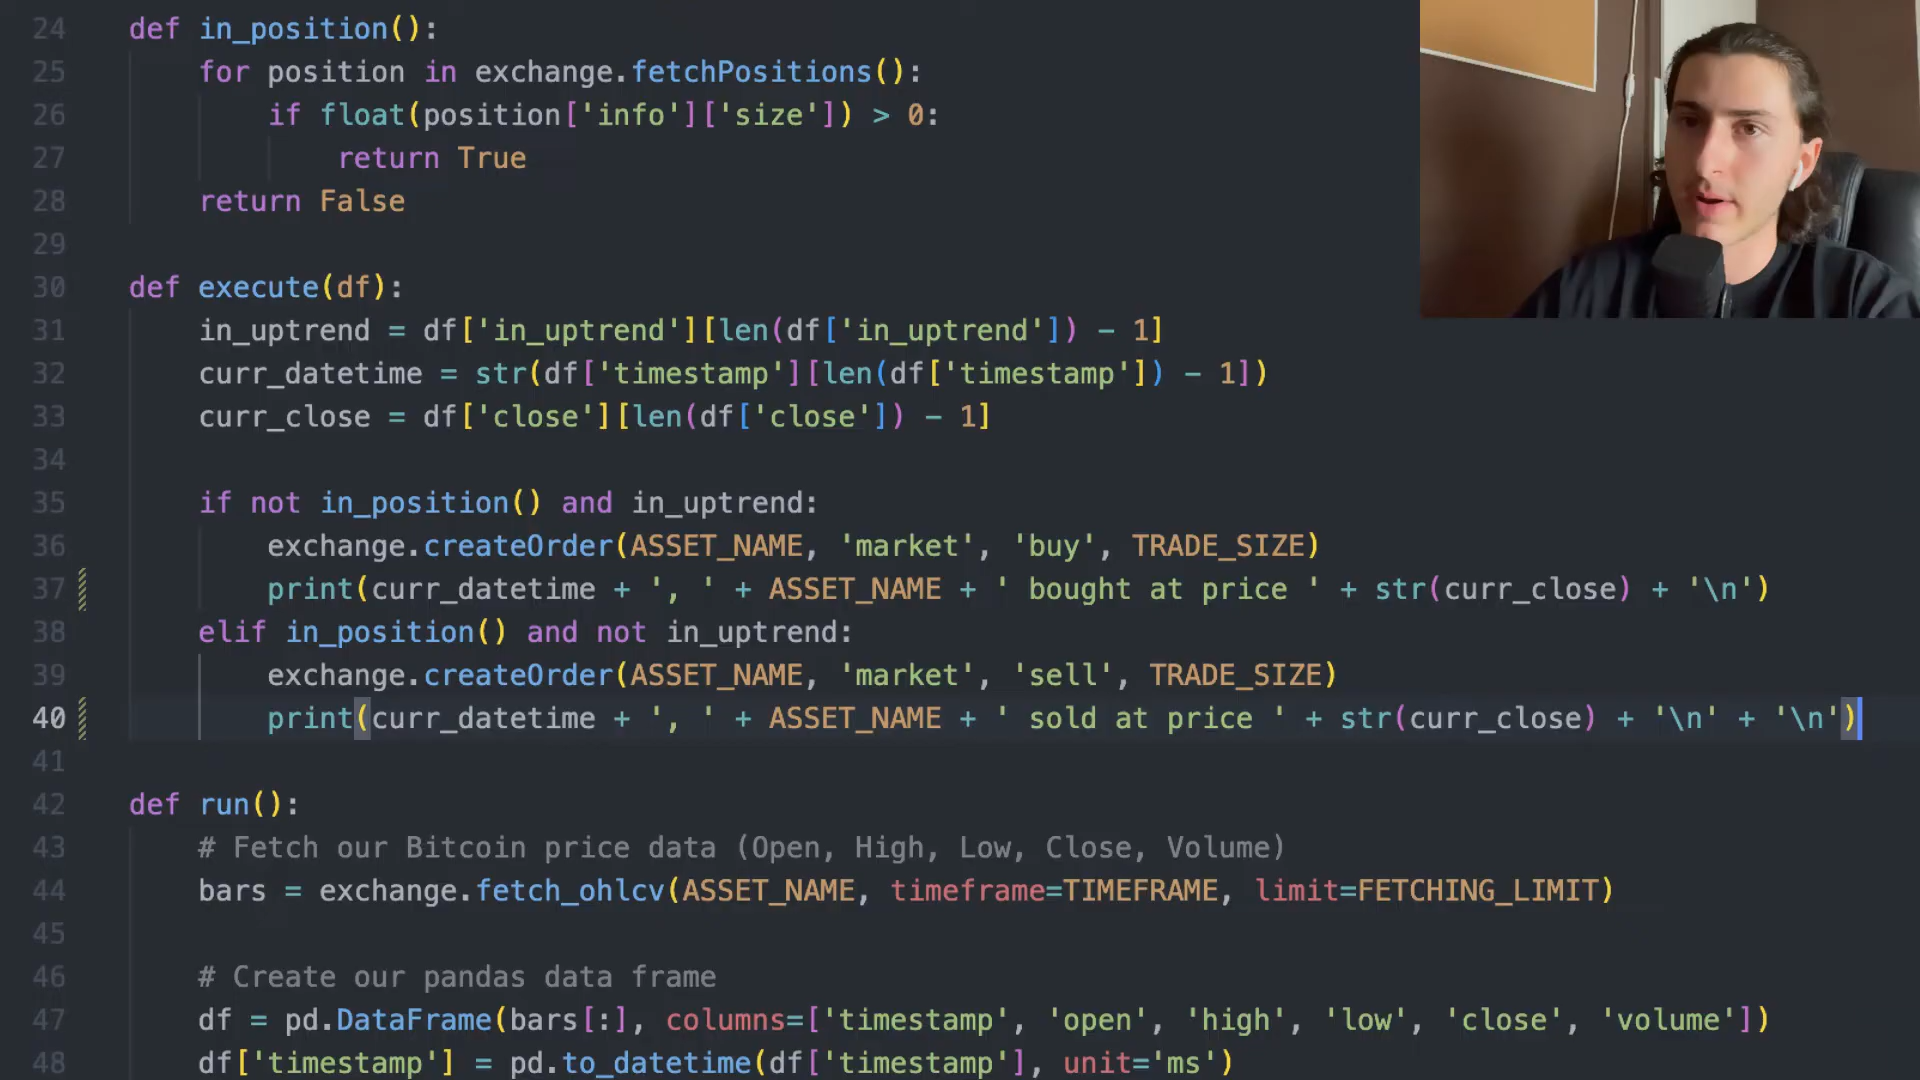 24 def in_position():
25 for position in exchange.fetchPositions():
26 if float(position['info']['size']) > 0:
27 return True
28 return False
29
30 def execute(df):
31 in_uptrend = df['in_uptrend'][len(df['in_uptrend']) - 1]
32 curr_datetime = str(df['timestamp'][len(df['timestamp']) - 1])
33 curr_close = df['close'][len(df['close']) - 1]
34
35 if not in_position() and in_uptrend:
36 exchange.createOrder(ASSET_NAME, 'market', 'buy', TRADE_SIZE)
37 print(curr_datetime + ', ' + ASSET_NAME + ' bought at price ' + str(curr_close) + '\n')
38 elif in_position() and not in_uptrend:
39 exchange.createOrder(ASSET_NAME, 'market', 'sell', TRADE_SIZE)
40 print(curr_datetime + ', ' + ASSET_NAME + ' sold at price ' + str(curr_close) + '\n' + '\n')
41
42 def run():
43 # Fetch our Bitcoin price data (Open, High, Low, Close, Volume)
44 bars = exchange.fetch_ohlcv(ASSET_NAME, timeframe=TIMEFRAME, limit=FETCHING_LIMIT)
45
46 # Create our pandas data frame
47 df = pd.DataFrame(bars[:], columns=['timestamp', 'open', 'high', 'low', 'close', 'volume'])
48 df['timestamp'] = pd.to_datetime(df['timestamp'], unit='ms')